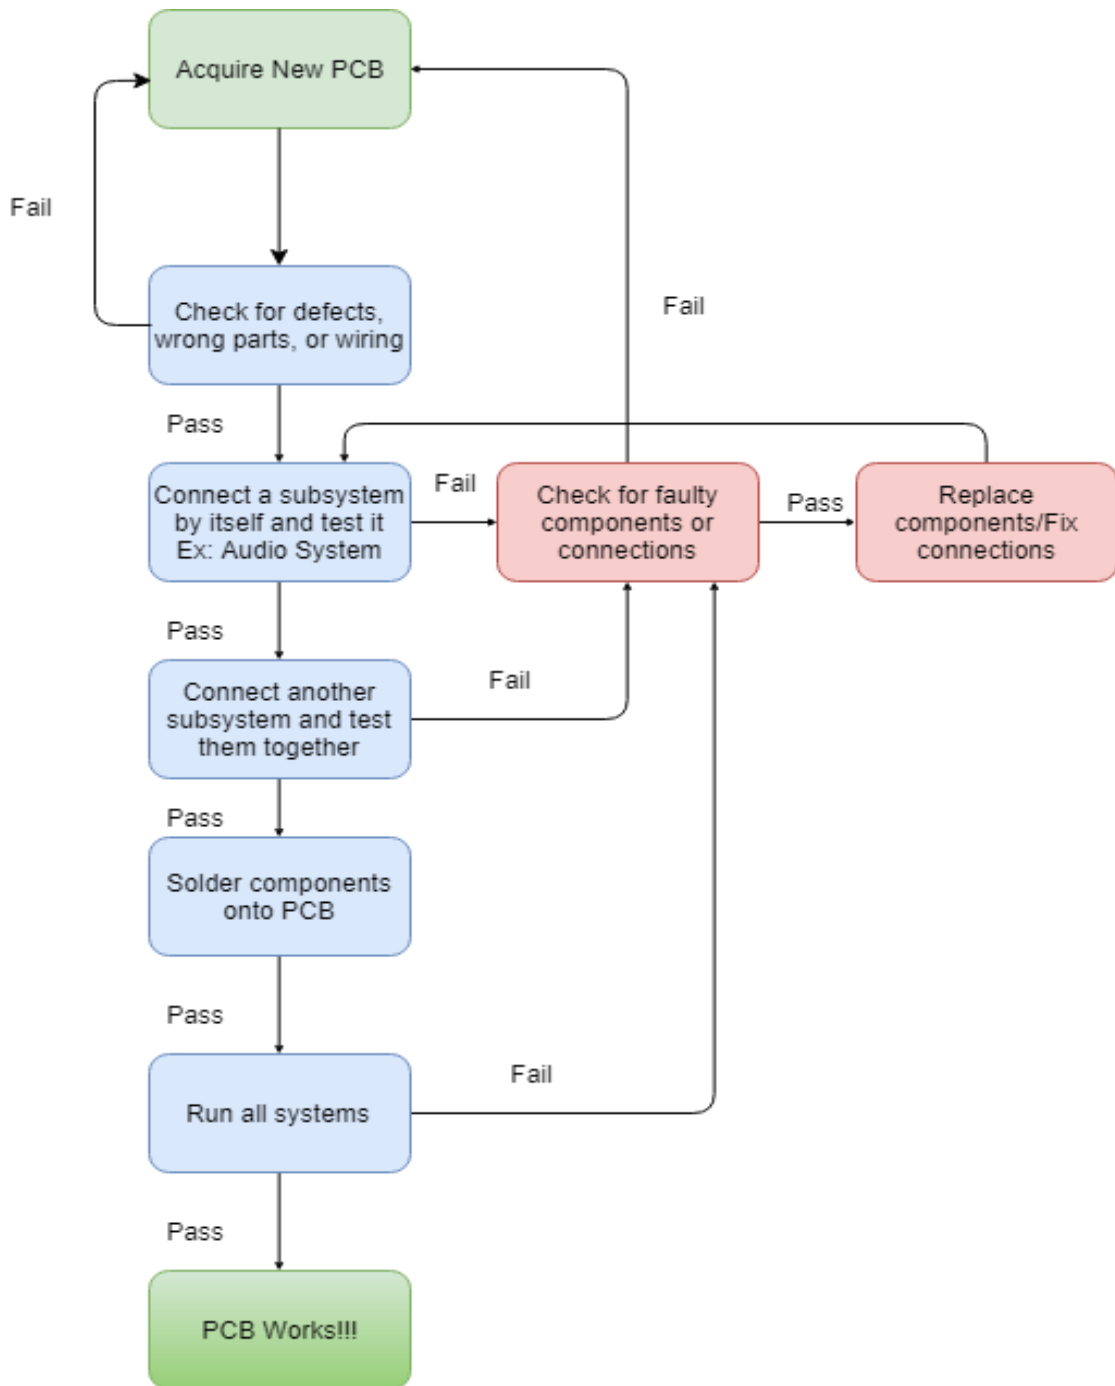 Acquire New PCB
Fail
Check for defects,
wrong parts, or wiring
Fail
Pass
Connect a subsystem
by itself and test it
Ex: Audio System
Fail
Check for faulty
components or
connections
Pass
Replace
components/Fix
connections
Pass
Connect another
subsystem and test
them together
Fail
Pass
Solder components
onto PCB
Pass
Run all systems
Fail
Pass
PCB Works!!!